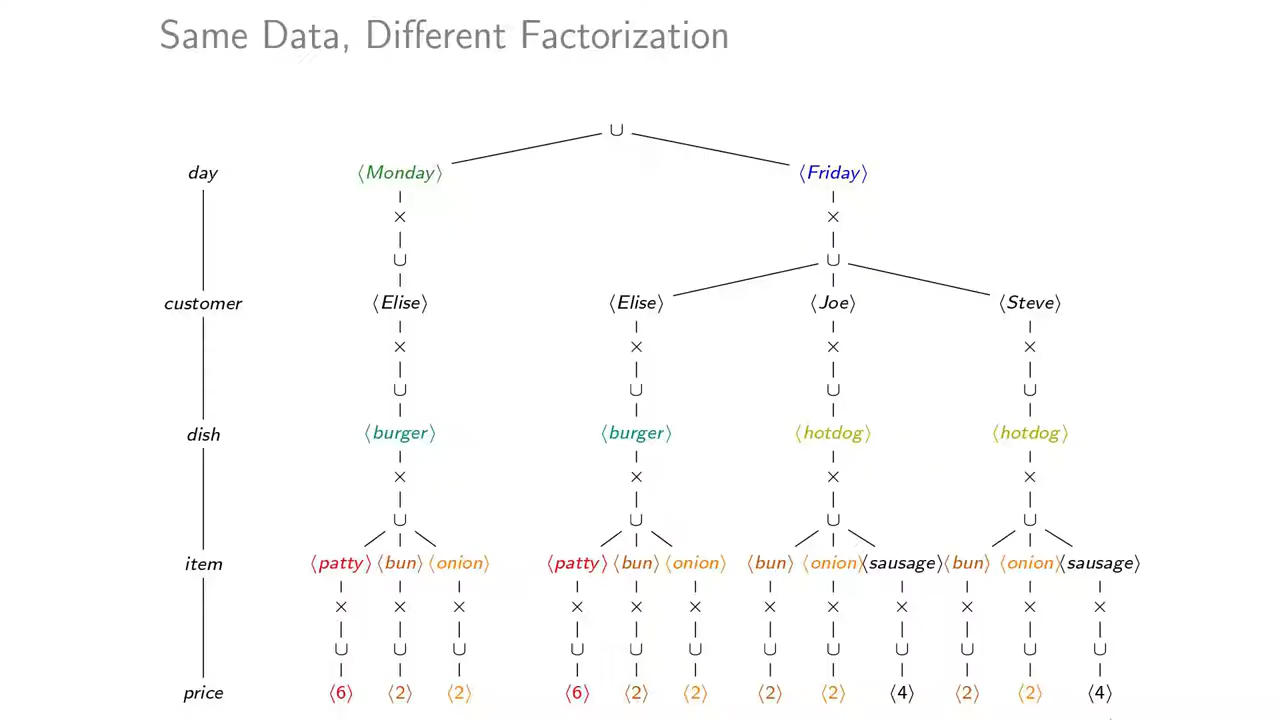 Same Data, Different Factorization
∪
day ⟨Monday⟩ ⟨Friday⟩
× ×
∪ ∪
customer ⟨Elise⟩ ⟨Elise⟩ ⟨Joe⟩ ⟨Steve⟩
× × × ×
∪ ∪ ∪ ∪
dish ⟨burger⟩ ⟨burger⟩ ⟨hotdog⟩ ⟨hotdog⟩
× × × ×
∪ ∪ ∪ ∪
item ⟨patty⟩ ⟨bun⟩ ⟨onion⟩ ⟨patty⟩ ⟨bun⟩ ⟨onion⟩ ⟨bun⟩ ⟨onion⟩ ⟨sausage⟩ ⟨bun⟩ ⟨onion⟩ ⟨sausage⟩
× × × × × × × × × × × ×
∪ ∪ ∪ ∪ ∪ ∪ ∪ ∪ ∪ ∪ ∪ ∪
price ⟨6⟩ ⟨2⟩ ⟨2⟩ ⟨6⟩ ⟨2⟩ ⟨2⟩ ⟨2⟩ ⟨2⟩ ⟨4⟩ ⟨2⟩ ⟨2⟩ ⟨4⟩